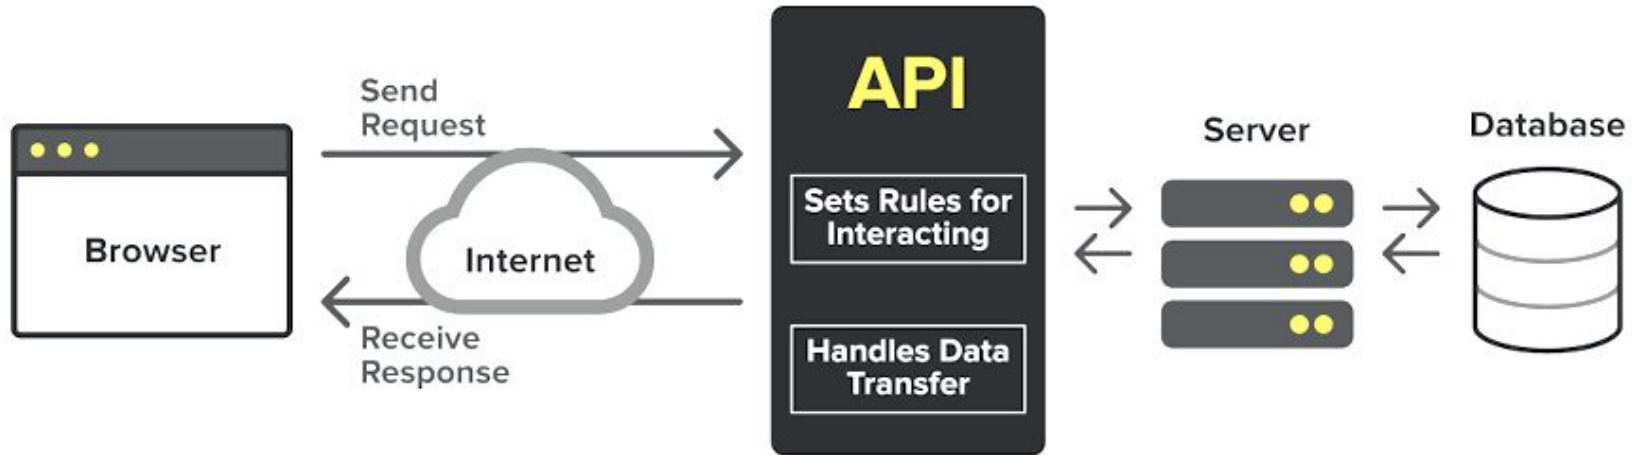 Send
Request
Browser
Internet
Receive
Response
API
Sets Rules for
Interacting
Handles Data
Transfer
Server
Database